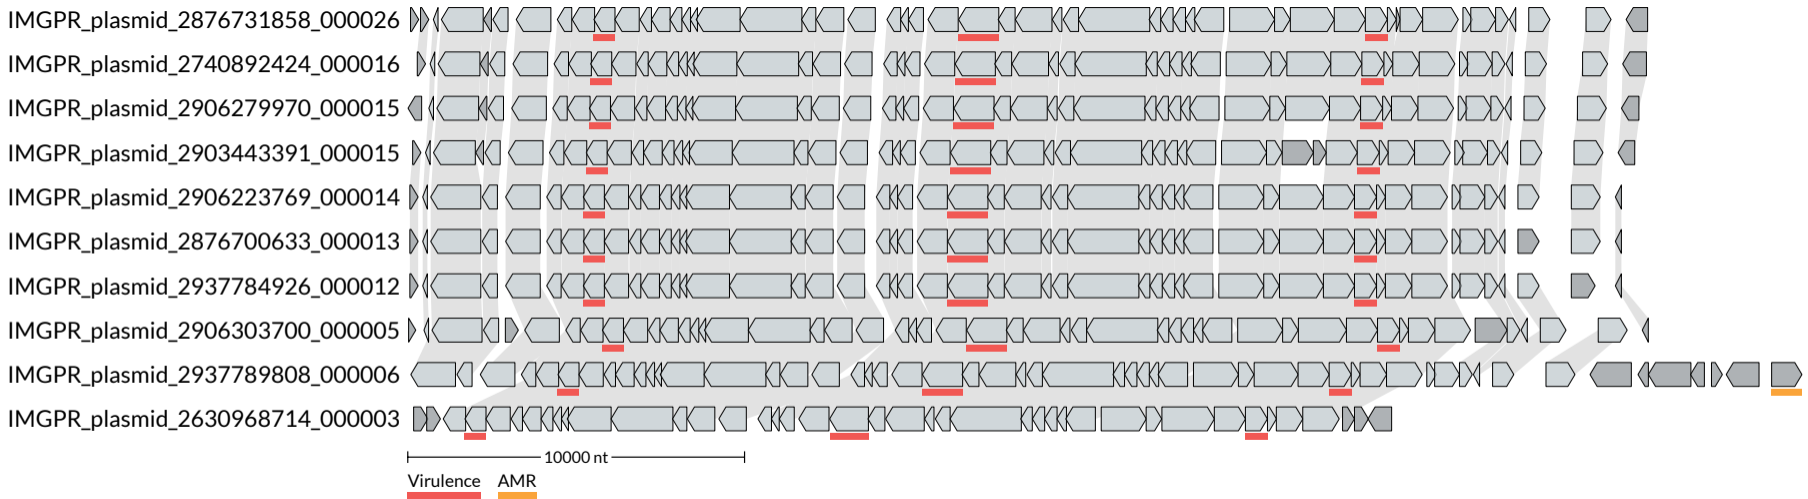 IMGPR_plasmid_2876731858_000026
IMGPR_plasmid_2740892424_000016
IMGPR_plasmid_2906279970_000015
IMGPR_plasmid_2903443391_000015
IMGPR_plasmid_2906223769_000014
IMGPR_plasmid_2876700633_000013
IMGPR_plasmid_2937784926_000012
IMGPR_plasmid_2906303700_000005
IMGPR_plasmid_2937789808_000006
IMGPR_plasmid_2630968714_000003
10000 nt
Virulence AMR